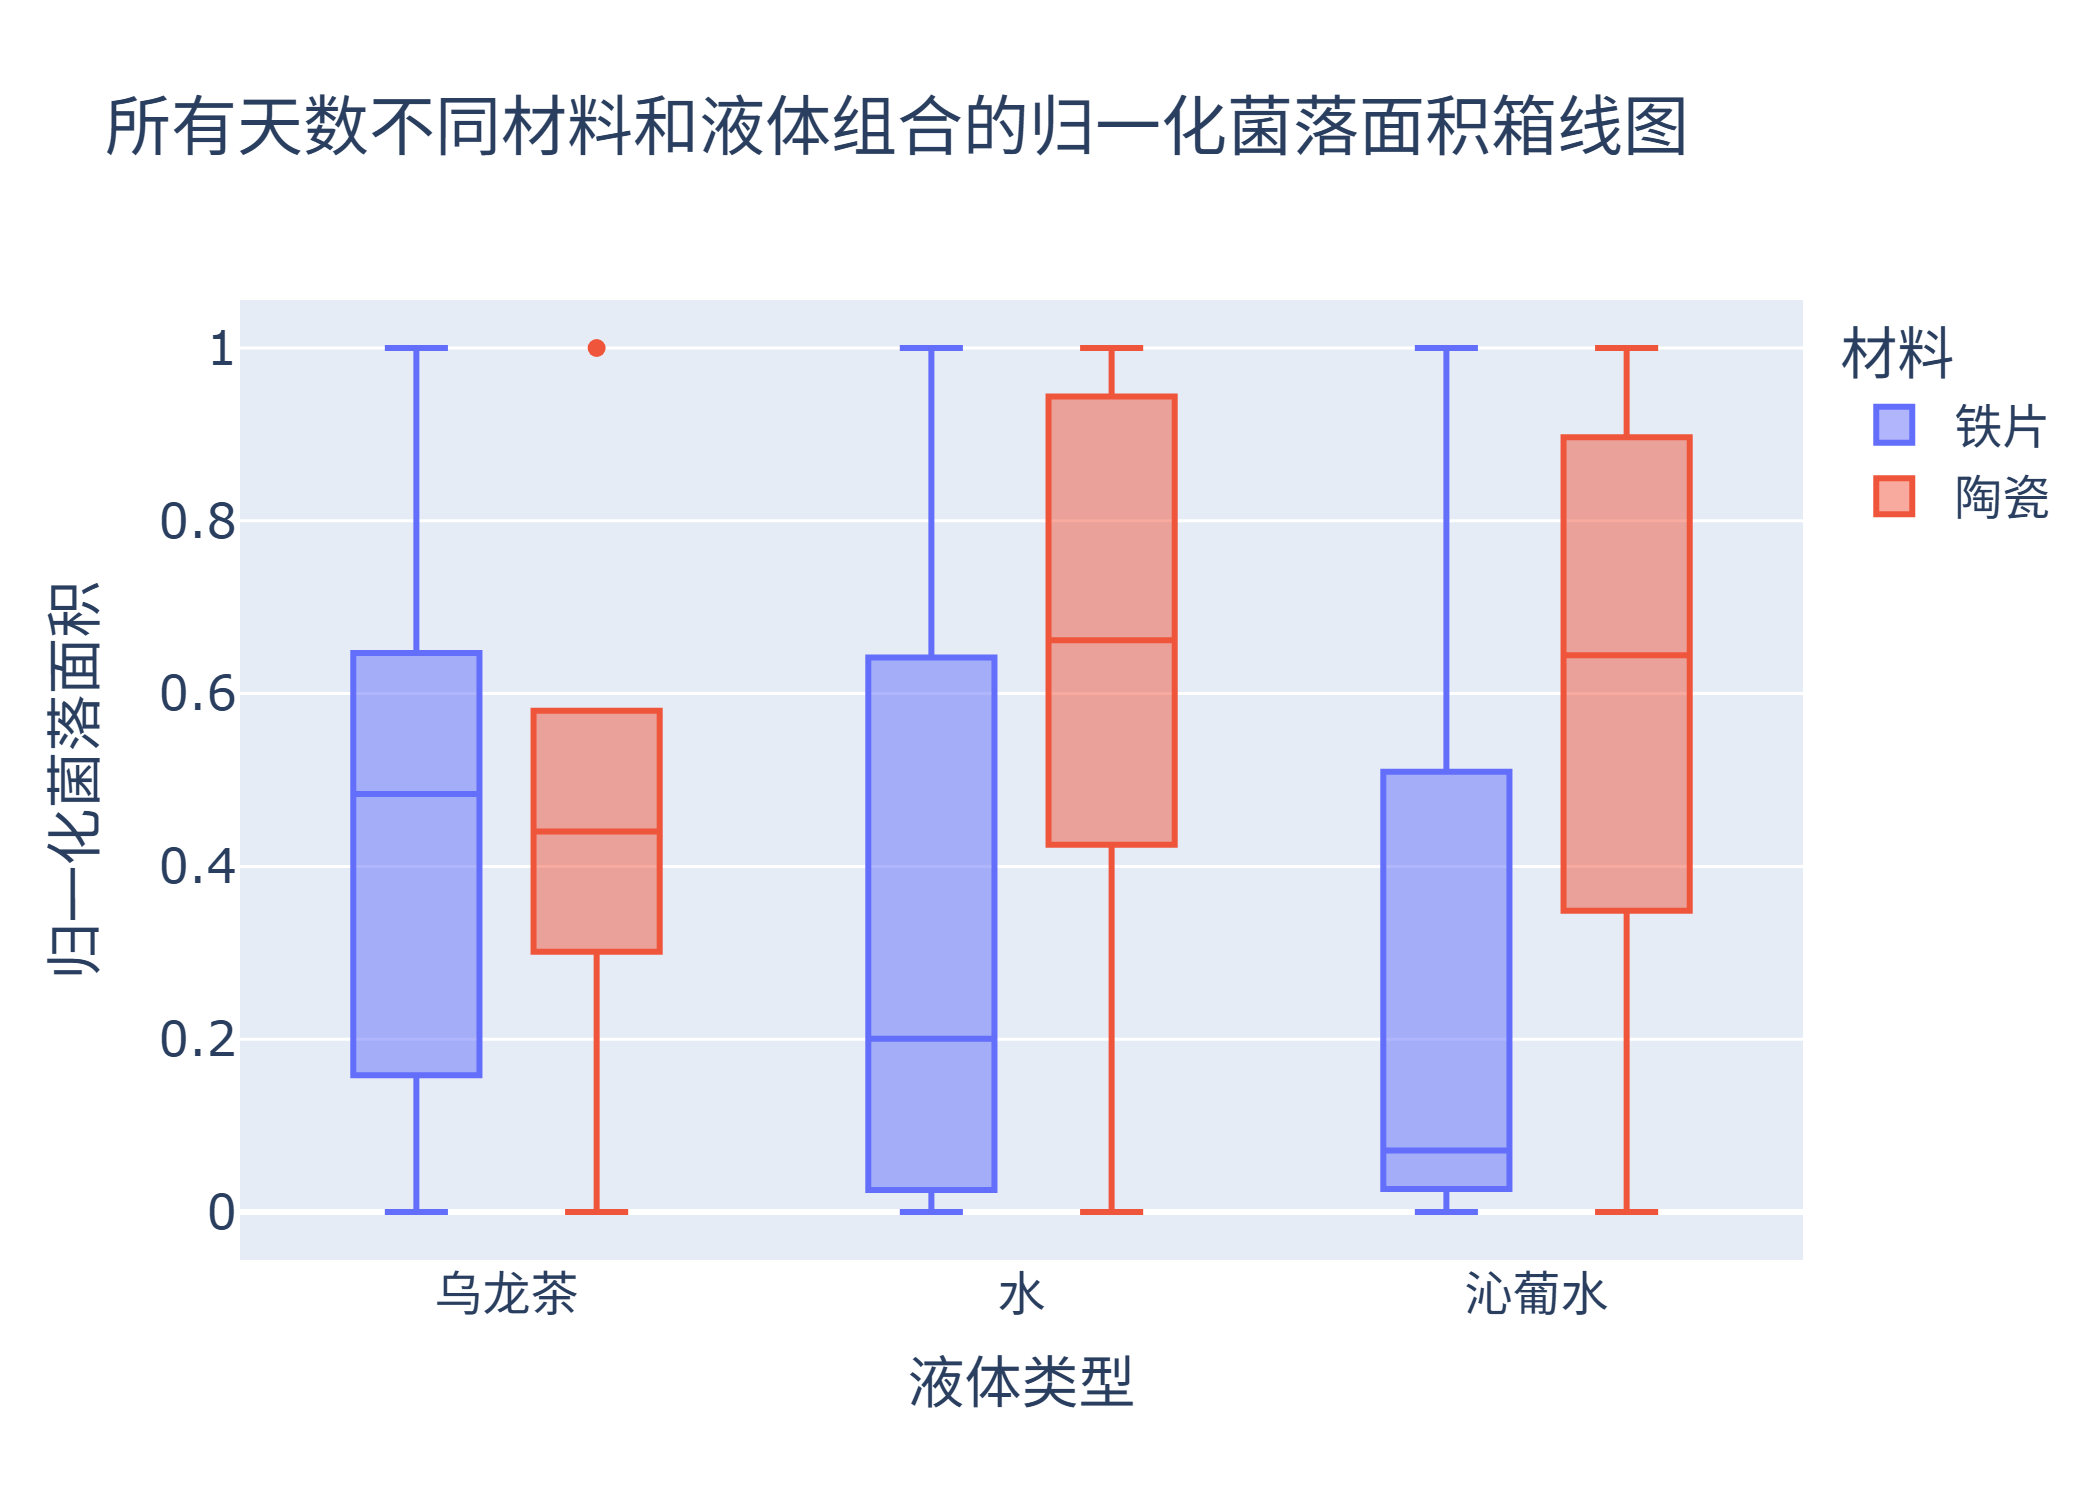 所有天数不同材料和液体组合的归一化菌落面积箱线图
材料
铁片
陶瓷
归一化菌落面积
1
0.8
0.6
0.4
0.2
0
乌龙茶
水
沁葡水
液体类型